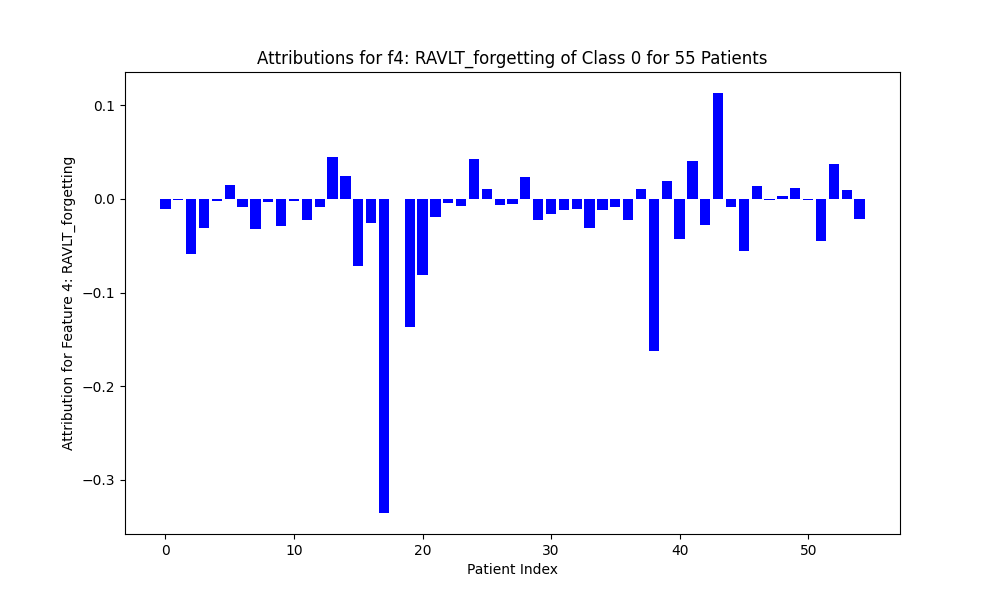 Attributions for f4: RAVLT_forgetting of Class 0 for 55 Patients
Attribution for Feature 4: RAVLT_forgetting
0.1
0.0
−0.1
−0.2
−0.3
0 10 20 30 40 50
Patient Index